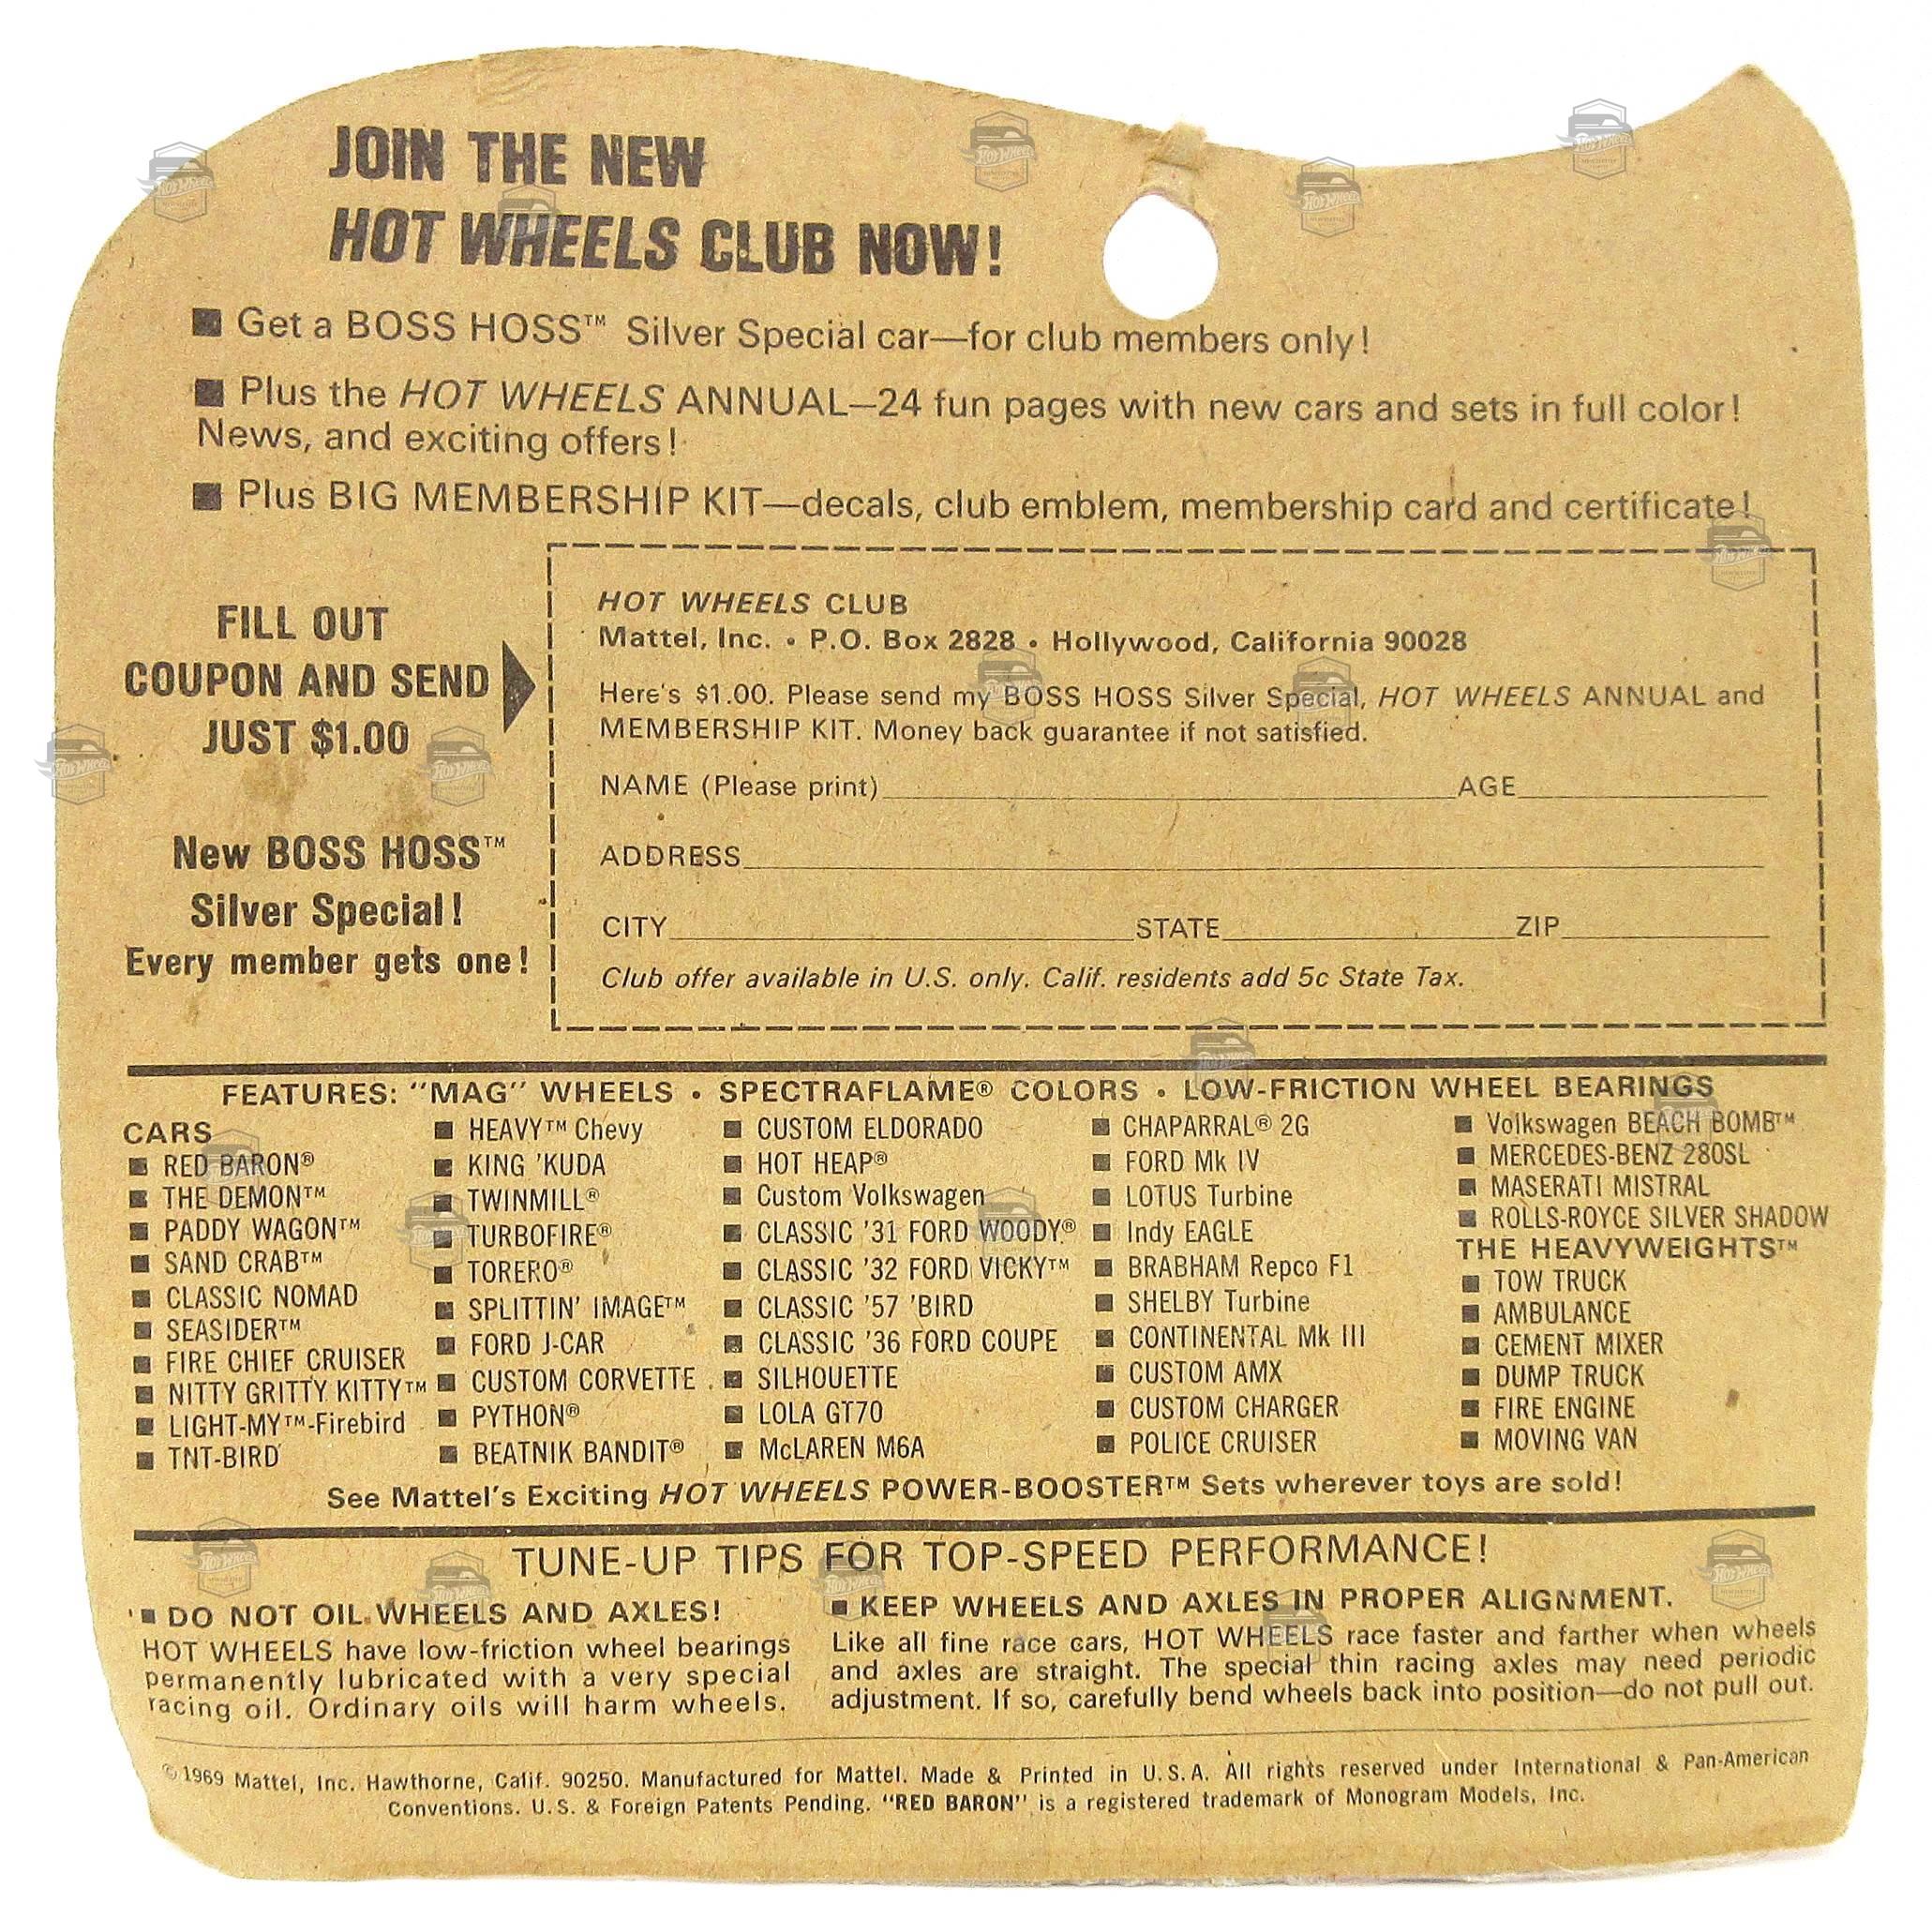 JOIN THE NEW
HOT WHEELS CLUB NOW!
■ Get a BOSS HOSS™ Silver Special car—for club members only!
■ Plus the HOT WHEELS ANNUAL—24 fun pages with new cars and sets in full color!
News, and exciting offers!
■ Plus BIG MEMBERSHIP KIT—decals, club emblem, membership card and certificate!
FILL OUT
COUPON AND SEND
JUST $1.00
New BOSS HOSS™
Silver Special!
Every member gets one!
HOT WHEELS CLUB
Mattel, Inc. • P.O. Box 2828 • Hollywood, California 90028
Here's $1.00. Please send my BOSS HOSS Silver Special, HOT WHEELS ANNUAL and
MEMBERSHIP KIT. Money back guarantee if not satisfied.
NAME (Please print) AGE
ADDRESS
CITY STATE ZIP
Club offer available in U.S. only. Calif. residents add 5c State Tax.
FEATURES: "MAG" WHEELS • SPECTRAFLAME® COLORS • LOW-FRICTION WHEEL BEARINGS
CARS
■ RED BARON®
■ THE DEMON™
■ PADDY WAGON™
■ SAND CRAB™
■ CLASSIC NOMAD
■ SEASIDER™
■ FIRE CHIEF CRUISER
■ NITTY GRITTY KITTY™
■ LIGHT-MY™-Firebird
■ TNT-BIRD
■ HEAVY™ Chevy
■ KING 'KUDA
■ TWINMILL®
■ TURBOFIRE®
■ TORERO®
■ SPLITTIN' IMAGE™
■ FORD J-CAR
■ CUSTOM CORVETTE
■ PYTHON®
■ BEATNIK BANDIT®
■ CUSTOM ELDORADO
■ HOT HEAP®
■ Custom Volkswagen
■ CLASSIC '31 FORD WOODY®
■ CLASSIC '32 FORD VICKY™
■ CLASSIC '57 'BIRD
■ CLASSIC '36 FORD COUPE
■ SILHOUETTE
■ LOLA GT70
■ McLAREN M6A
■ CHAPARRAL® 2G
■ FORD Mk IV
■ LOTUS Turbine
■ Indy EAGLE
■ BRABHAM Repco F1
■ SHELBY Turbine
■ CONTINENTAL Mk III
■ CUSTOM AMX
■ CUSTOM CHARGER
■ POLICE CRUISER
■ Volkswagen BEACH BOMB™
■ MERCEDES-BENZ 280SL
■ MASERATI MISTRAL
■ ROLLS-ROYCE SILVER SHADOW
THE HEAVYWEIGHTS™
■ TOW TRUCK
■ AMBULANCE
■ CEMENT MIXER
■ DUMP TRUCK
■ FIRE ENGINE
■ MOVING VAN
See Mattel's Exciting HOT WHEELS POWER-BOOSTER™ Sets wherever toys are sold!
TUNE-UP TIPS FOR TOP-SPEED PERFORMANCE!
■ DO NOT OIL WHEELS AND AXLES!
HOT WHEELS have low-friction wheel bearings
permanently lubricated with a very special
racing oil. Ordinary oils will harm wheels.
■ KEEP WHEELS AND AXLES IN PROPER ALIGNMENT.
Like all fine race cars, HOT WHEELS race faster and farther when wheels
and axles are straight. The special thin racing axles may need periodic
adjustment. If so, carefully bend wheels back into position—do not pull out.
©1969 Mattel, Inc. Hawthorne, Calif. 90250. Manufactured for Mattel. Made & Printed in U.S.A. All rights reserved under International & Pan-American
Conventions. U.S. & Foreign Patents Pending. "RED BARON" is a registered trademark of Monogram Models, Inc.